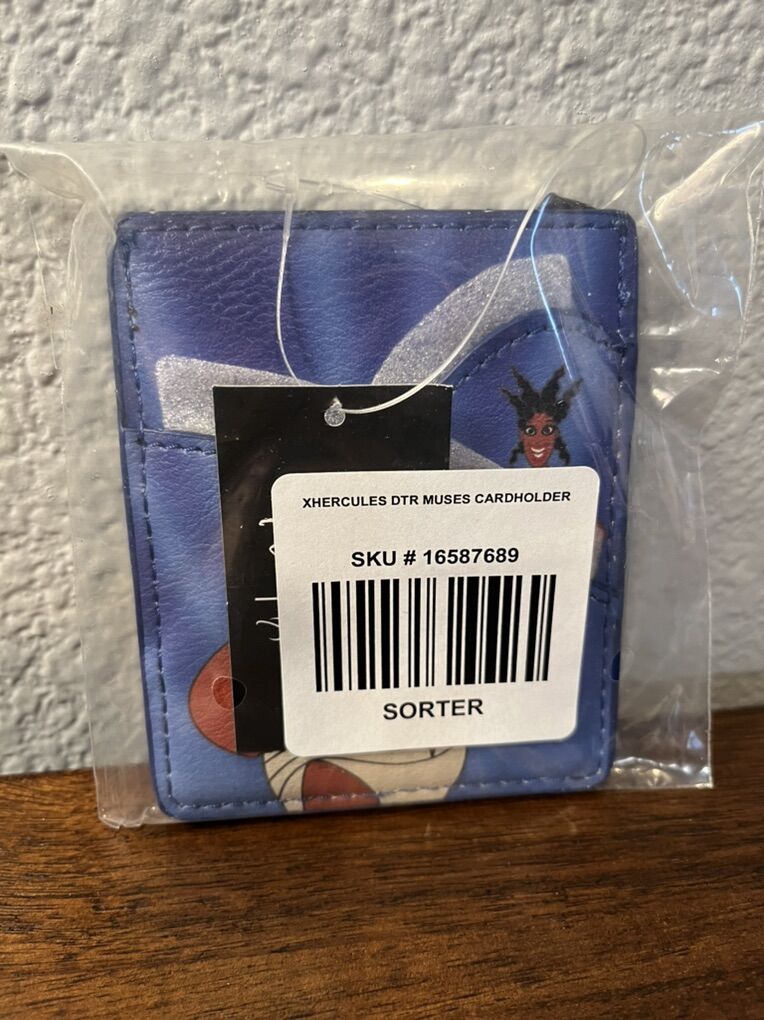 XHERCULES DTR MUSES CARDHOLDER
SKU # 16587689
SORTER